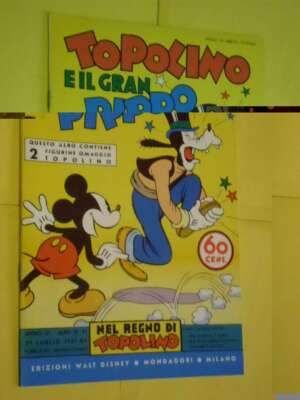 TOPOLINO
E IL GRAN
FILIPPO
QUESTO ALBO CONTIENE
2 FIGURINE OMAGGIO
TOPOLINO
60
CENT.
NEL REGNO DI
TOPOLINO
EDIZIONI WALT DISNEY • MONDADORI • MILANO